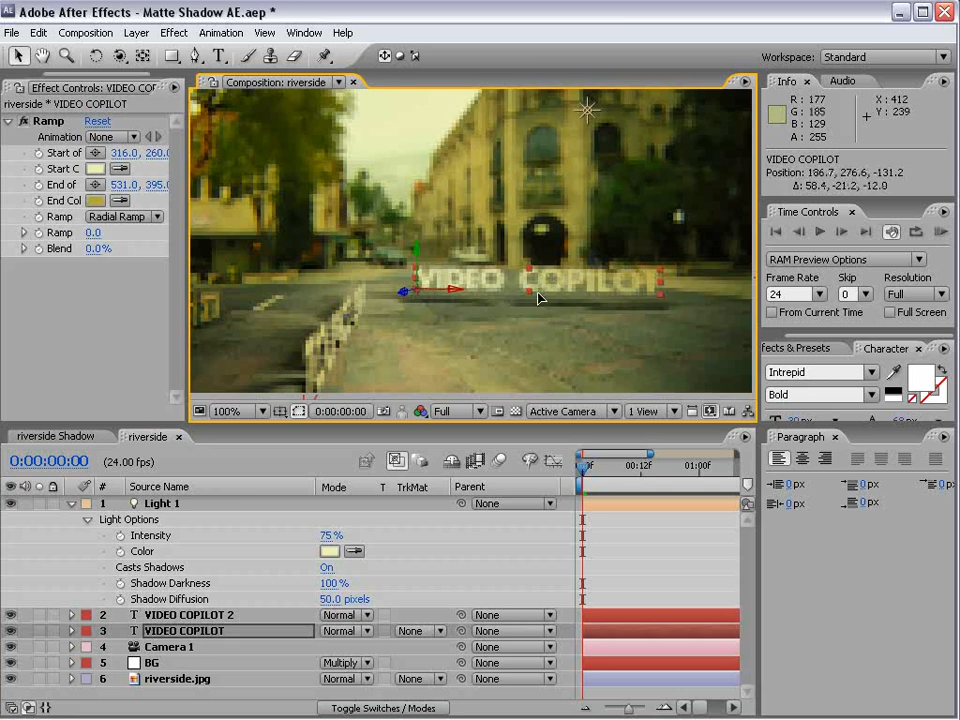 Adobe After Effects - Matte Shadow AE.aep *
File Edit Composition Layer Effect Animation View Window Help
Workspace: Standard
Effect Controls: VIDEO COF
riverside * VIDEO COPILOT
Ramp Reset
Animation None
Start of 316.0, 260.0
Start C
End of 531.0, 395.0
End Col
Ramp Radial Ramp
Ramp 0.0
Blend 0.0%
Composition: riverside
VIDEO COPILOT
100% 0:00:00:00 Full Active Camera 1 View
Info Audio
R : 177
G : 185
B : 129
A : 255
X : 412
Y : 239
VIDEO COPILOT
Position: 186.7, 276.6, -131.2
Δ: 58.4, -21.2, -12.0
Time Controls
RAM Preview Options
Frame Rate Skip Resolution
24 0 Full
From Current Time Full Screen
ffects & Presets Character
Intrepid
Bold
riverside Shadow riverside
0:00:00:00 (24.00 fps)
00:12f 01:00f
# Source Name Mode T TrkMat Parent
1 Light 1 None
Light Options
Intensity 75 %
Color
Casts Shadows On
Shadow Darkness 100 %
Shadow Diffusion 50.0 pixels
2 T VIDEO COPILOT 2 Normal None
3 T VIDEO COPILOT Normal None None
4 Camera 1 None
5 BG Multiply None
6 riverside.jpg Normal None None
Toggle Switches / Modes
Paragraph
0 px 0 px 0 px
0 px 0 px